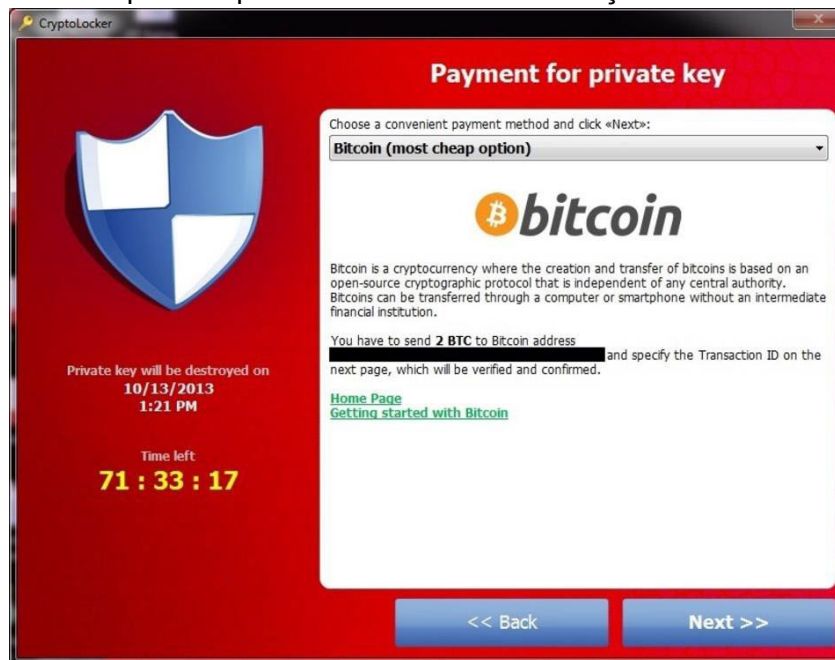 CryptoLocker
Payment for private key
Choose a convenient payment method and click «Next»:
Bitcoin (most cheap option)
bitcoin
Bitcoin is a cryptocurrency where the creation and transfer of bitcoins is based on an
open-source cryptographic protocol that is independent of any central authority.
Bitcoins can be transferred through a computer or smartphone without an intermediate
financial institution.
You have to send 2 BTC to Bitcoin address
and specify the Transaction ID on the
next page, which will be verified and confirmed.
Home Page
Getting started with Bitcoin
Private key will be destroyed on
10/13/2013
1:21 PM
Time left
71 : 33 : 17
<< Back
Next >>